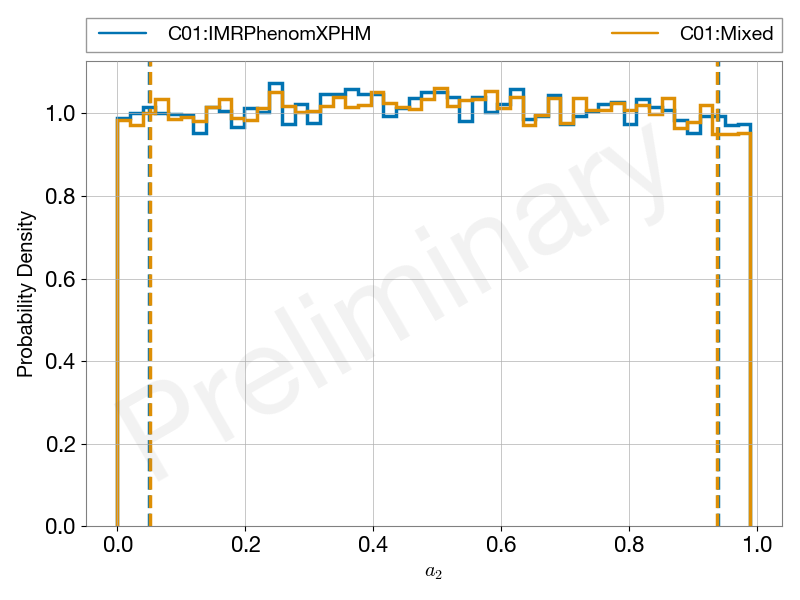 C01:IMRPhenomXPHM C01:Mixed
1.0
0.8
0.6
0.4
0.2
0.0
Probability Density
Preliminary
0.0 0.2 0.4 0.6 0.8 1.0
a₂